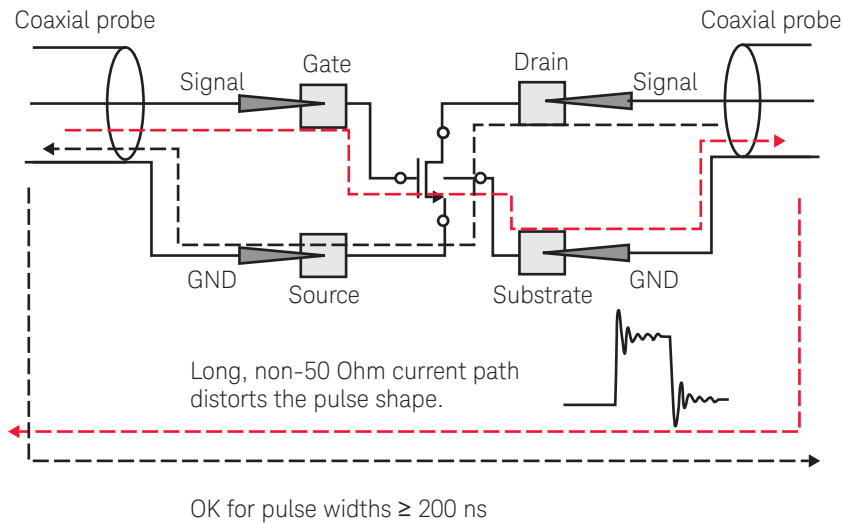 Coaxial probe
Coaxial probe
Signal
Gate
Drain
Signal
GND
Source
Substrate
GND
Long, non-50 Ohm current path
distorts the pulse shape.
OK for pulse widths ≥ 200 ns